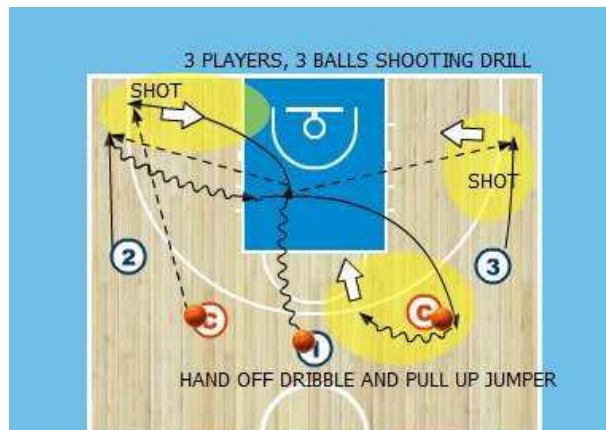 3 PLAYERS, 3 BALLS SHOOTING DRILL
SHOT
SHOT
2
3
C
C
1
HAND OFF DRIBBLE AND PULL UP JUMPER